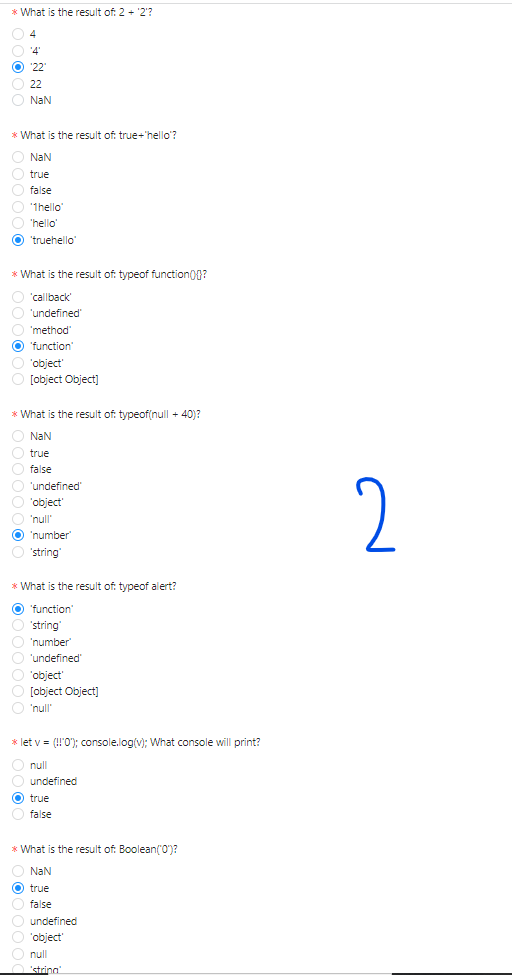 * What is the result of: 2 + '2'?
4
'4'
'22'
22
NaN
* What is the result of: true+'hello'?
NaN
true
false
'1hello'
'hello'
'truehello'
* What is the result of: typeof function(){}?
'callback'
'undefined'
'method'
'function'
'object'
[object Object]
* What is the result of: typeof(null + 40)?
NaN
true
false
'undefined'
'object'
'null'
'number'
'string'
2
* What is the result of: typeof alert?
'function'
'string'
'number'
'undefined'
'object'
[object Object]
'null'
* let v = (!!'0'); console.log(v); What console will print?
null
undefined
true
false
* What is the result of: Boolean('0')?
NaN
true
false
undefined
'object'
null
'string'